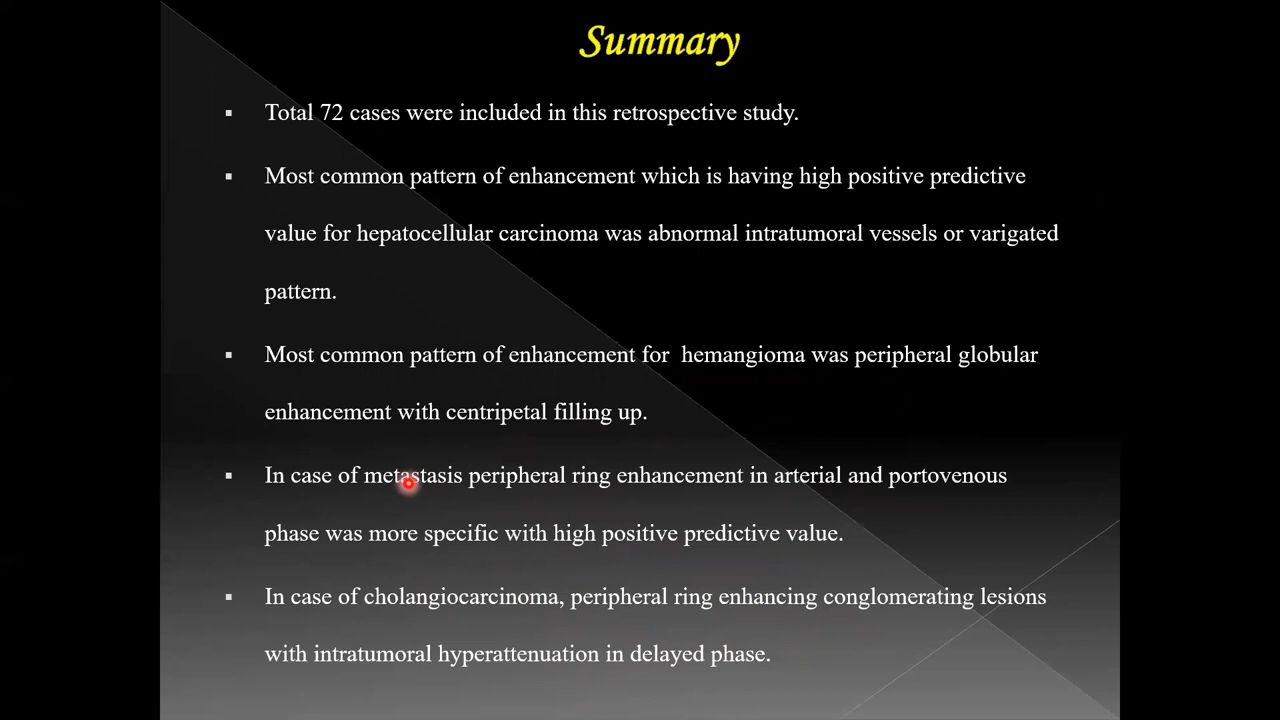 Summary
▪ Total 72 cases were included in this retrospective study.
▪ Most common pattern of enhancement which is having high positive predictive
value for hepatocellular carcinoma was abnormal intratumoral vessels or varigated
pattern.
▪ Most common pattern of enhancement for hemangioma was peripheral globular
enhancement with centripetal filling up.
▪ In case of metastasis peripheral ring enhancement in arterial and portovenous
phase was more specific with high positive predictive value.
▪ In case of cholangiocarcinoma, peripheral ring enhancing conglomerating lesions
with intratumoral hyperattenuation in delayed phase.